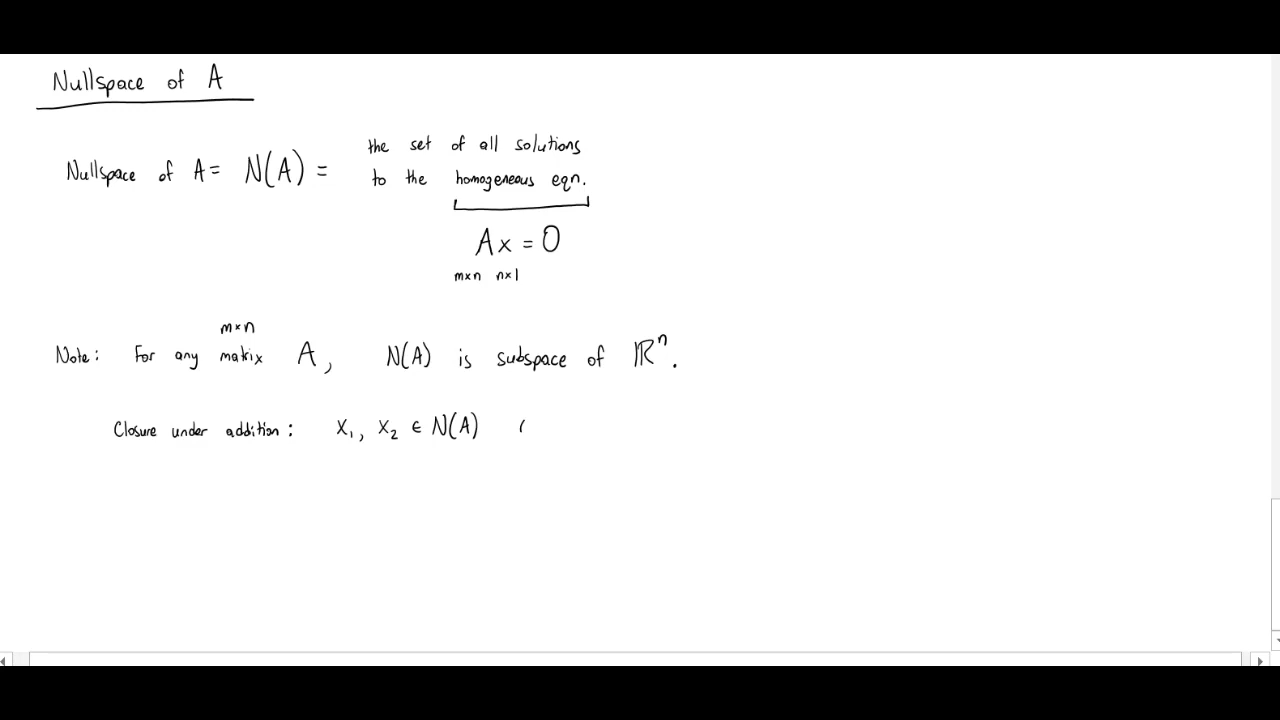 Nullspace of A
Nullspace of A = N(A) = the set of all solutions
to the homogeneous eqn.
Ax = 0
m×n n×1
m×n
Note: For any matrix A, N(A) is subspace of ℝⁿ.
Closure under addition: x₁, x₂ ∈ N(A) (